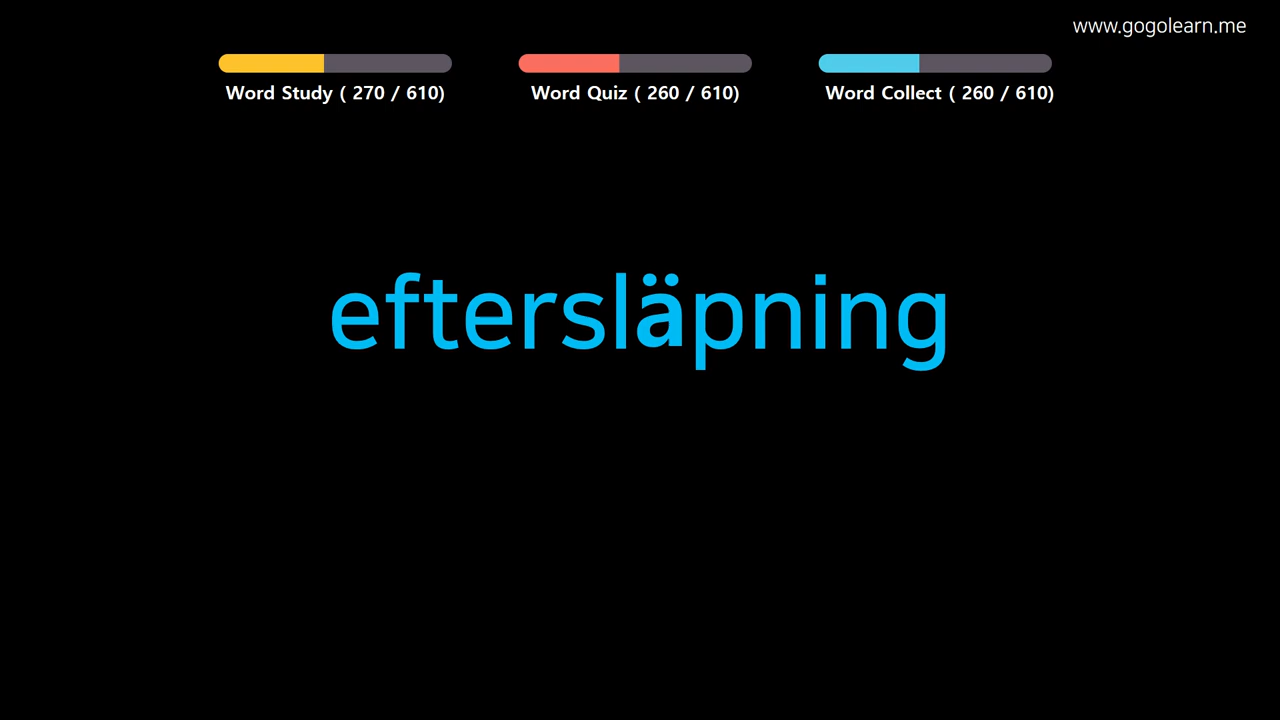 www.gogolearn.me
Word Study ( 270 / 610)
Word Quiz ( 260 / 610)
Word Collect ( 260 / 610)
eftersläpning